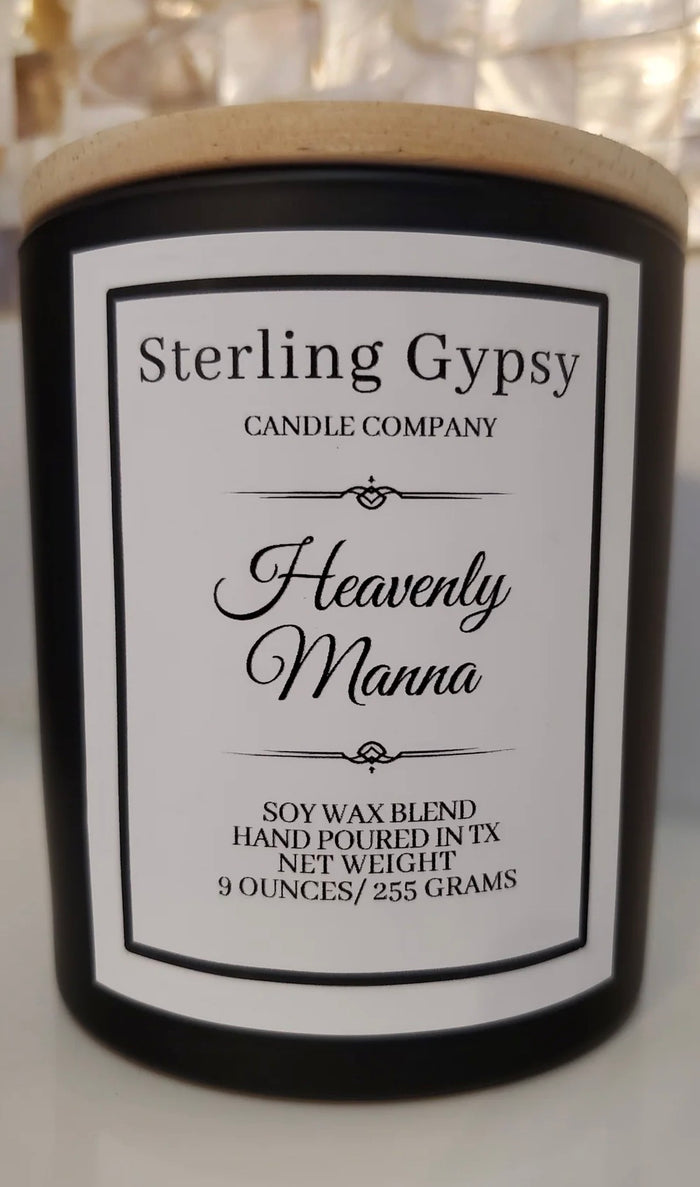 Sterling Gypsy
CANDLE COMPANY
Heavenly
Manna
SOY WAX BLEND
HAND POURED IN TX
NET WEIGHT
9 OUNCES/ 255 GRAMS